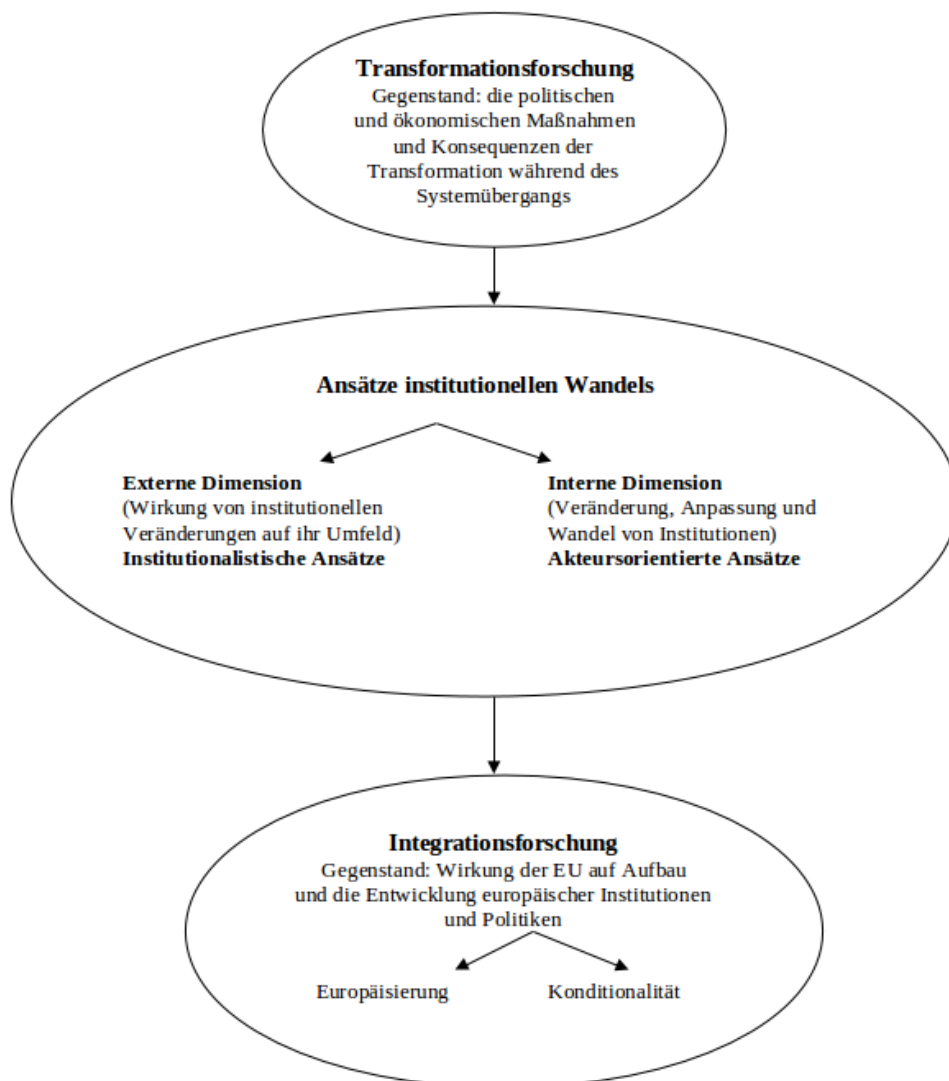 Transformationsforschung
Gegenstand: die politischen
und ökonomischen Maßnahmen
und Konsequenzen der
Transformation während des
Systemübergangs
Ansätze institutionellen Wandels
Externe Dimension
(Wirkung von institutionellen
Veränderungen auf ihr Umfeld)
Institutionalistische Ansätze
Interne Dimension
(Veränderung, Anpassung und
Wandel von Institutionen)
Akteursorientierte Ansätze
Integrationsforschung
Gegenstand: Wirkung der EU auf Aufbau
und die Entwicklung europäischer Institutionen
und Politiken
Europäisierung
Konditionalität